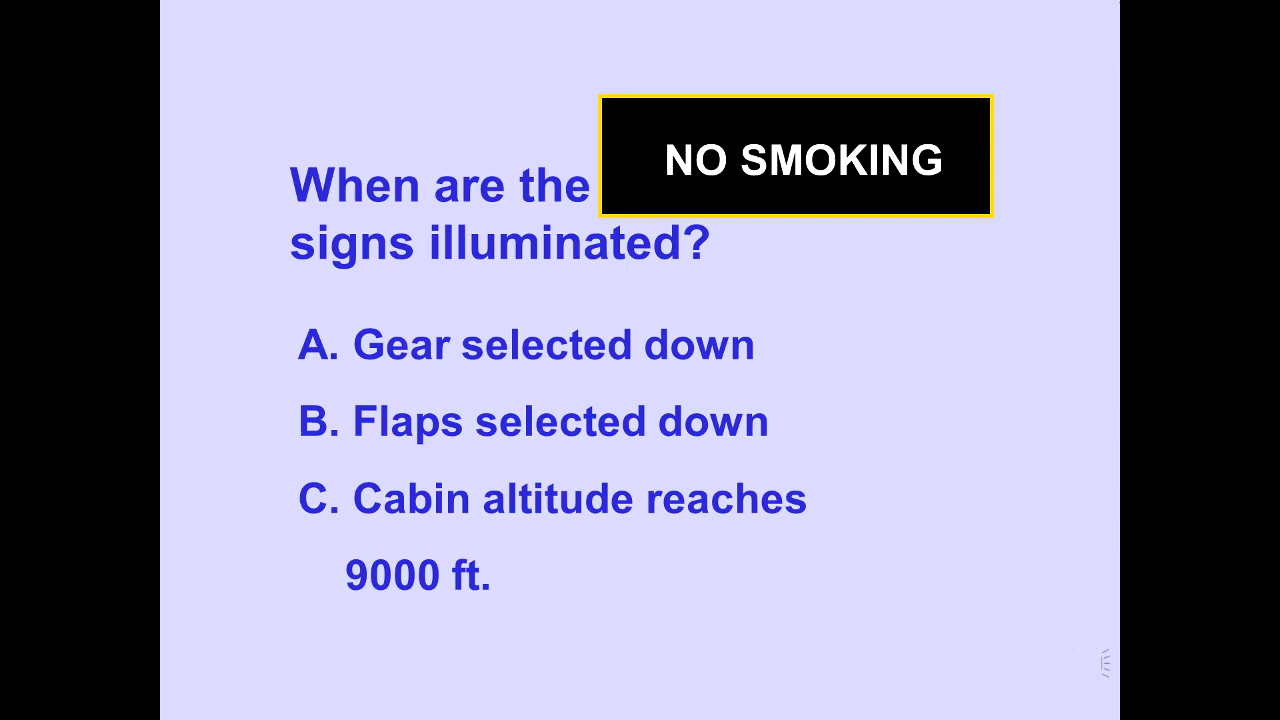 NO SMOKING
When are the
signs illuminated?
A. Gear selected down
B. Flaps selected down
C. Cabin altitude reaches
9000 ft.